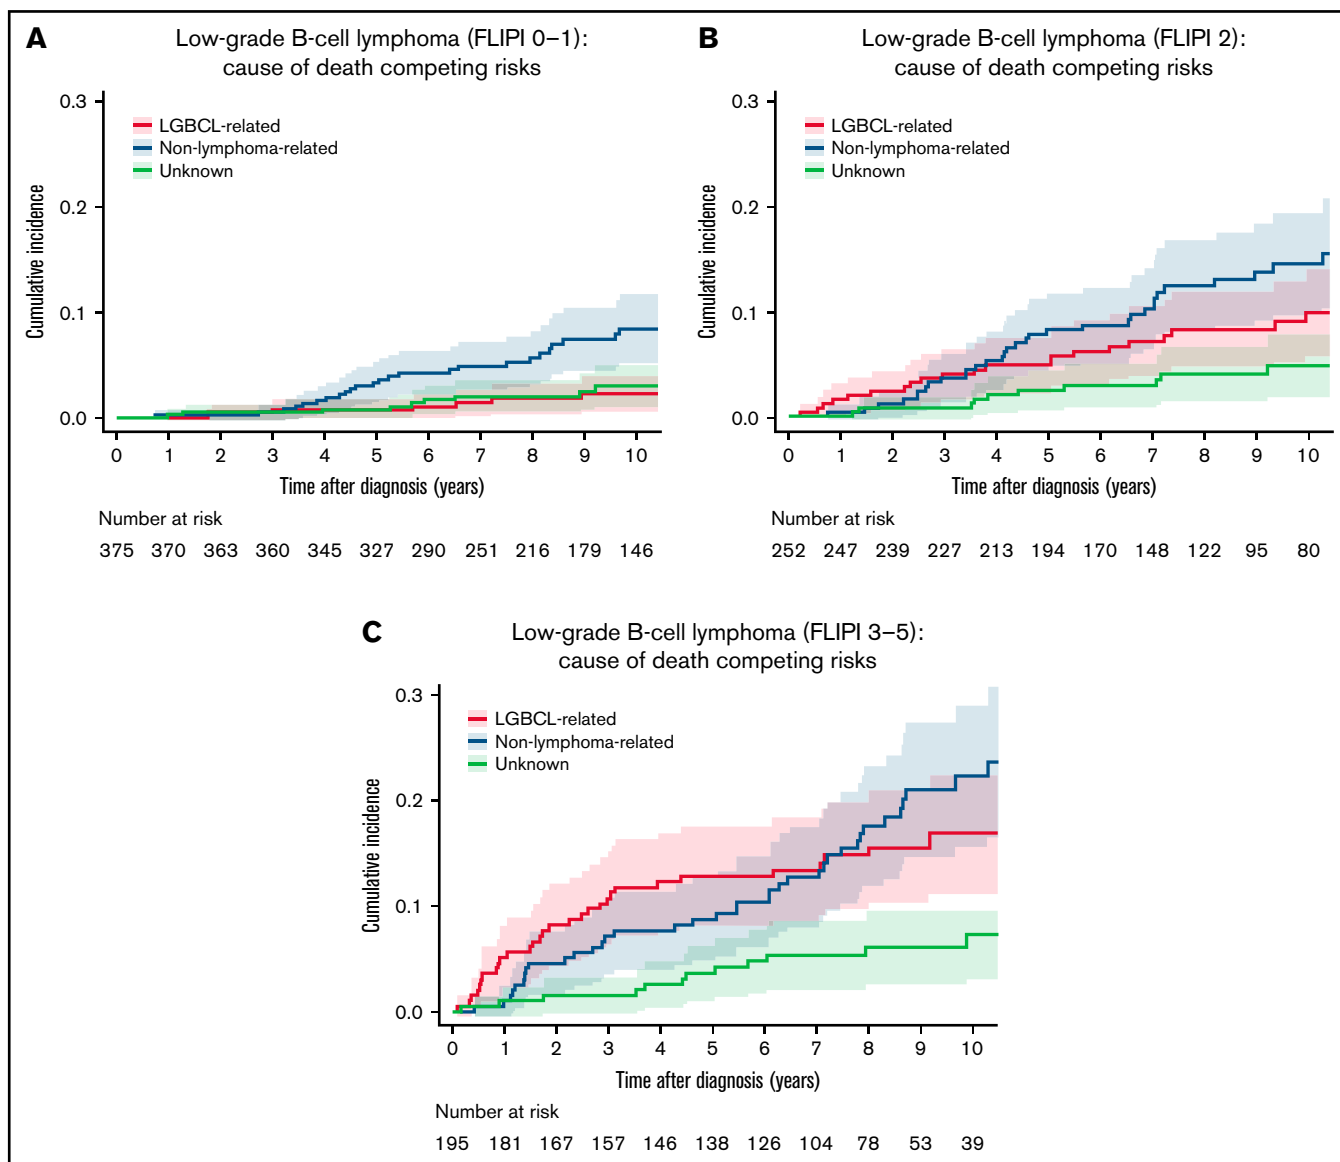 A
Low-grade B-cell lymphoma (FLIPI 0–1):
cause of death competing risks
0.3
0.2
0.1
0.0
Cumulative incidence
LGBCL-related
Non-lymphoma-related
Unknown
0 1 2 3 4 5 6 7 8 9 10
Time after diagnosis (years)
Number at risk
375 370 363 360 345 327 290 251 216 179 146
B
Low-grade B-cell lymphoma (FLIPI 2):
cause of death competing risks
0.3
0.2
0.1
0.0
Cumulative incidence
LGBCL-related
Non-lymphoma-related
Unknown
0 1 2 3 4 5 6 7 8 9 10
Time after diagnosis (years)
Number at risk
252 247 239 227 213 194 170 148 122 95 80
C
Low-grade B-cell lymphoma (FLIPI 3–5):
cause of death competing risks
0.3
0.2
0.1
0.0
Cumulative incidence
LGBCL-related
Non-lymphoma-related
Unknown
0 1 2 3 4 5 6 7 8 9 10
Time after diagnosis (years)
Number at risk
195 181 167 157 146 138 126 104 78 53 39